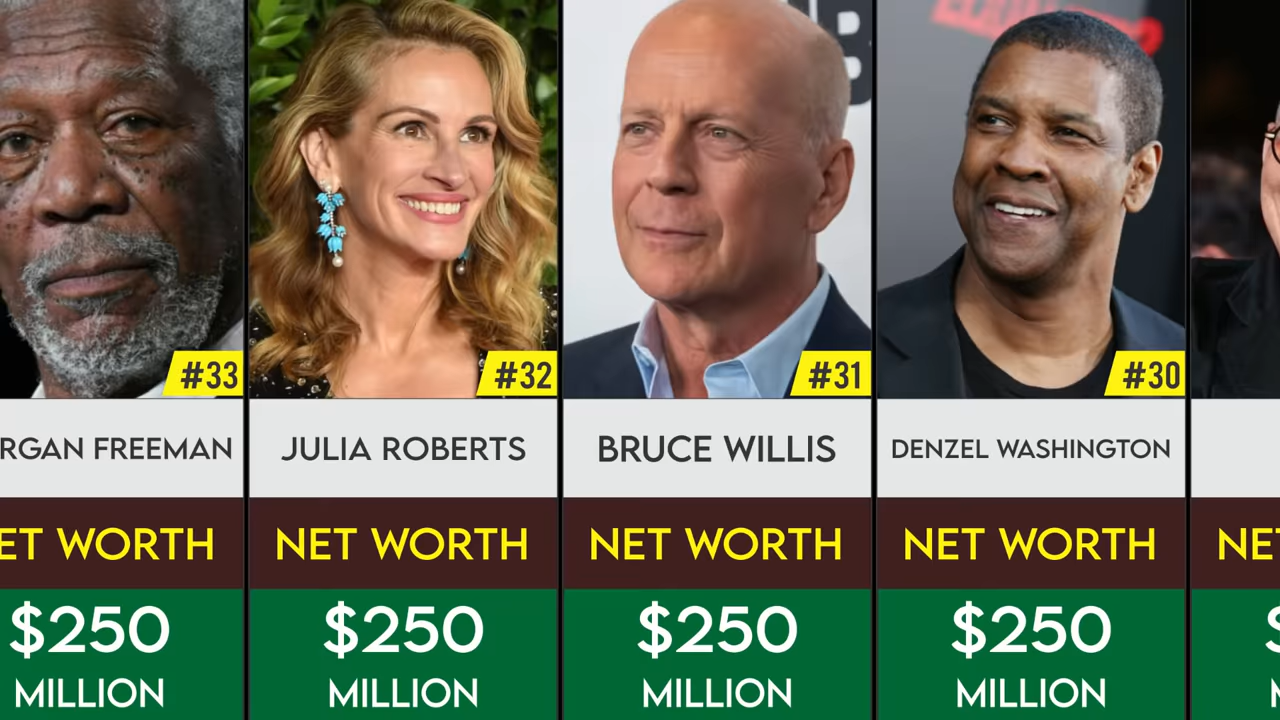 #33
#32
#31
#30
RGAN FREEMAN
JULIA ROBERTS
BRUCE WILLIS
DENZEL WASHINGTON
ET WORTH
NET WORTH
NET WORTH
NET WORTH
NE
$250
$250
$250
$250
MILLION
MILLION
MILLION
MILLION